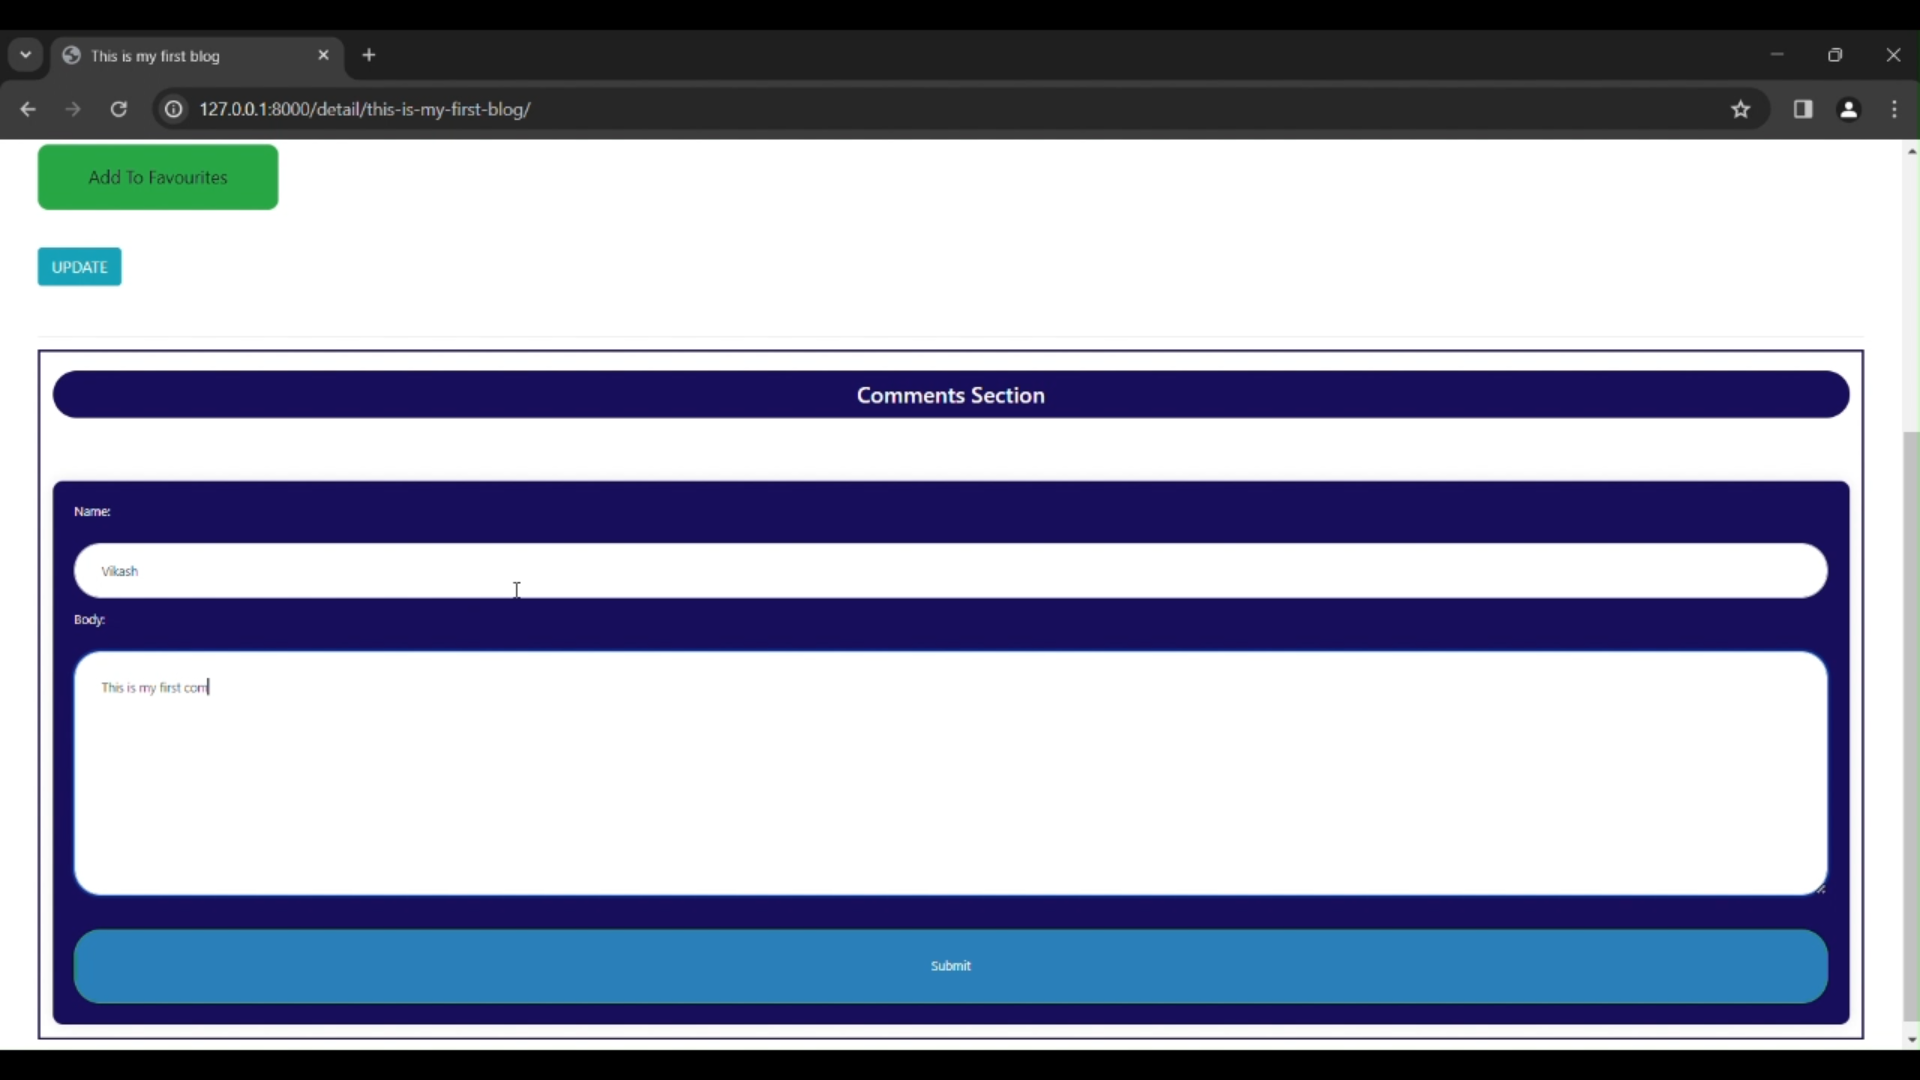 This is my first blog
127.0.0.1:8000/detail/this-is-my-first-blog/
Add To Favourites
UPDATE
Comments Section
Name:
Vikash
Body:
This is my first com
Submit